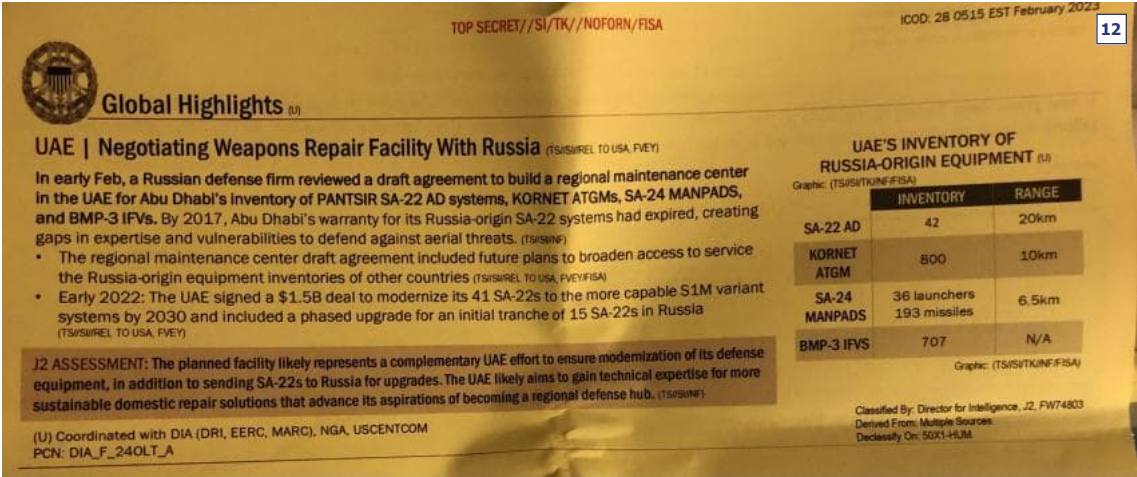 TOP SECRET//SI/TK//NOFORN/FISA
ICOD: 28 0515 EST February 2023
12
Global Highlights (U)
UAE | Negotiating Weapons Repair Facility With Russia (TS//SI//REL TO USA, FVEY)
In early Feb, a Russian defense firm reviewed a draft agreement to build a regional maintenance center
in the UAE for Abu Dhabi's inventory of PANTSIR SA-22 AD systems, KORNET ATGMs, SA-24 MANPADS,
and BMP-3 IFVs. By 2017, Abu Dhabi's warranty for its Russia-origin SA-22 systems had expired, creating
gaps in expertise and vulnerabilities to defend against aerial threats. (TS//SI//NF)
• The regional maintenance center draft agreement included future plans to broaden access to service
the Russia-origin equipment inventories of other countries (TS//SI//REL TO USA, FVEY/FISA)
• Early 2022: The UAE signed a $1.5B deal to modernize its 41 SA-22s to the more capable S1M variant
systems by 2030 and included a phased upgrade for an initial tranche of 15 SA-22s in Russia
(TS//SI//REL TO USA, FVEY)
J2 ASSESSMENT: The planned facility likely represents a complementary UAE effort to ensure modernization of its defense
equipment, in addition to sending SA-22s to Russia for upgrades. The UAE likely aims to gain technical expertise for more
sustainable domestic repair solutions that advance its aspirations of becoming a regional defense hub. (TS//SI//NF)
(U) Coordinated with DIA (DRI, EERC, MARC), NGA, USCENTCOM
PCN: DIA_F_24OLT_A
UAE'S INVENTORY OF
RUSSIA-ORIGIN EQUIPMENT (U)
Graphic: (TS//SI/TK//NF/FISA)
INVENTORY RANGE
SA-22 AD 42 20km
KORNET
ATGM 800 10km
SA-24 36 launchers
MANPADS 193 missiles 6.5km
BMP-3 IFVS 707 N/A
Graphic: (TS//SI/TK//NF/FISA)
Classified By: Director for Intelligence, J2, FW74803
Derived From: Multiple Sources
Declassify On: 50X1-HUM